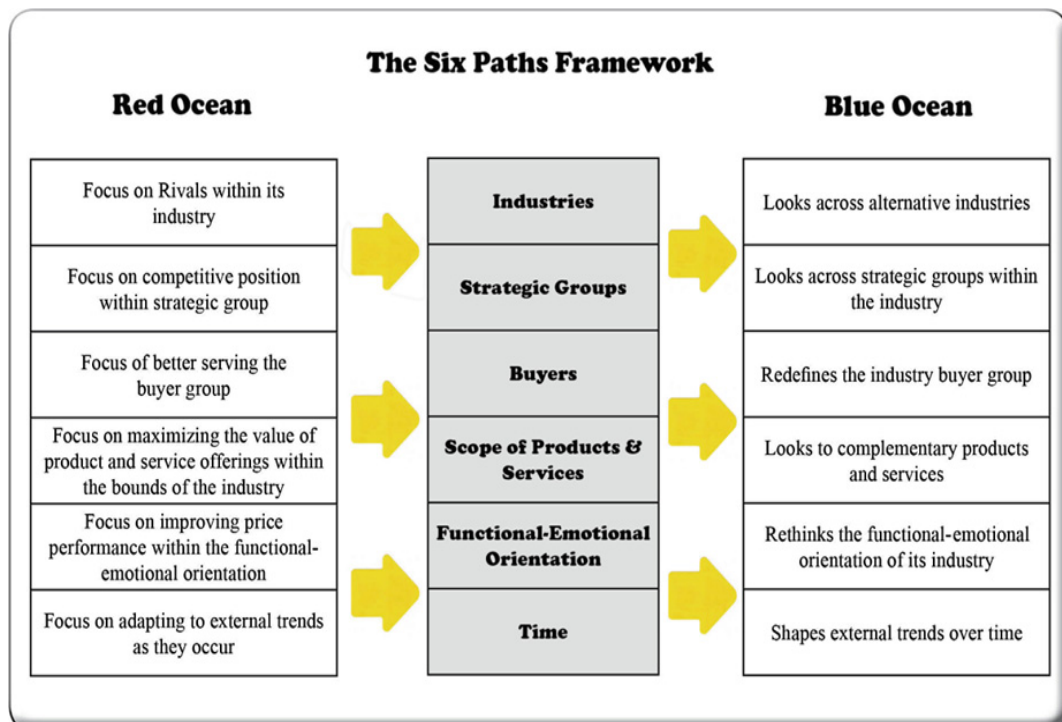 The Six Paths Framework
Red Ocean
Blue Ocean
Focus on Rivals within its
industry
Industries
Looks across alternative industries
Focus on competitive position
within strategic group
Strategic Groups
Looks across strategic groups within
the industry
Focus of better serving the
buyer group
Buyers
Redefines the industry buyer group
Focus on maximizing the value of
product and service offerings within
the bounds of the industry
Scope of Products &
Services
Looks to complementary products
and services
Focus on improving price
performance within the functional-
emotional orientation
Functional-Emotional
Orientation
Rethinks the functional-emotional
orientation of its industry
Focus on adapting to external trends
as they occur
Time
Shapes external trends over time